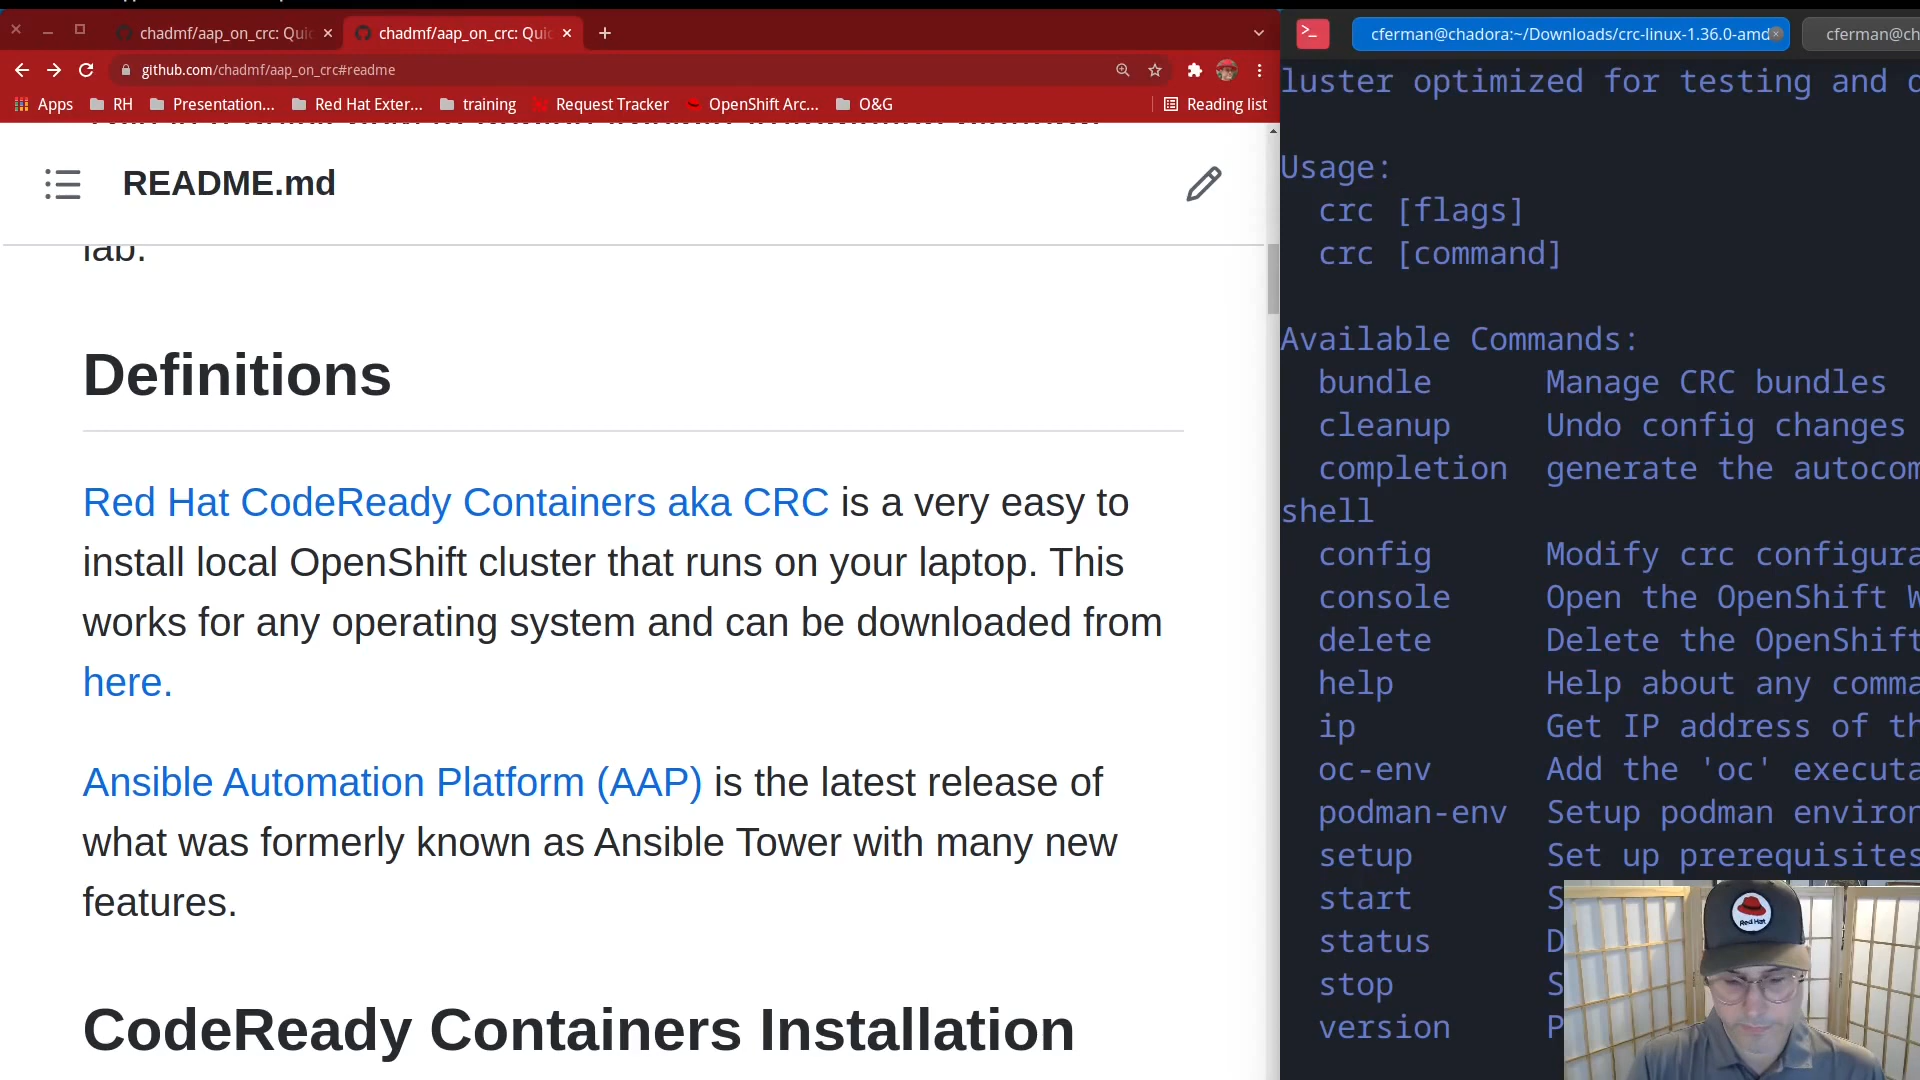 chadmf/aap_on_crc: Quic
chadmf/aap_on_crc: Quic
github.com/chadmf/aap_on_crc#readme
Apps
RH
Presentation...
Red Hat Exter...
training
Request Tracker
OpenShift Arc...
O&G
Reading list
README.md
lab.
Definitions
Red Hat CodeReady Containers aka CRC is a very easy to
install local OpenShift cluster that runs on your laptop. This
works for any operating system and can be downloaded from
here.
Ansible Automation Platform (AAP) is the latest release of
what was formerly known as Ansible Tower with many new
features.
CodeReady Containers Installation
cferman@chadora:~/Downloads/crc-linux-1.36.0-amd
cferman@ch
luster optimized for testing and d
Usage:
crc [flags]
crc [command]
Available Commands:
bundle Manage CRC bundles
cleanup Undo config changes
completion generate the autocom
shell
config Modify crc configura
console Open the OpenShift W
delete Delete the OpenShift
help Help about any comma
ip Get IP address of th
oc-env Add the 'oc' executa
podman-env Setup podman environ
setup Set up prerequisites
start S
status D
stop S
version P
Red Hat